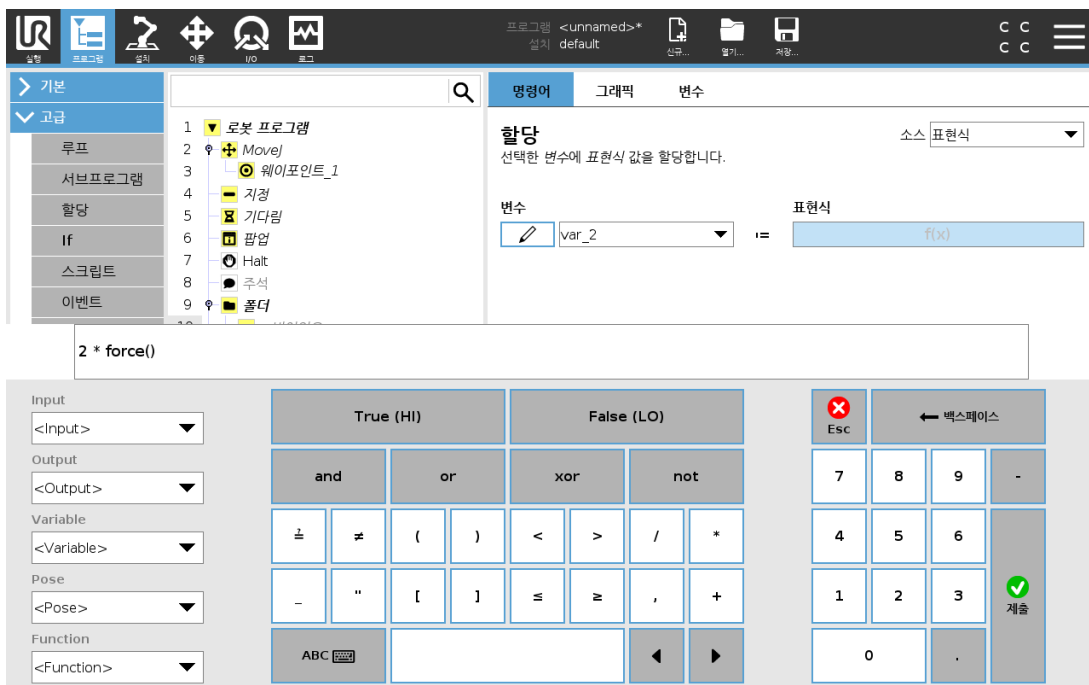 UR
실행
프로그램
설치
이동
I/O
로그
프로그램 <unnamed>*
설치 default
신규...
열기...
저장...
C C
C C
기본
고급
루프
서브프로그램
할당
If
스크립트
이벤트
1 로봇 프로그램
2 MoveJ
3 웨이포인트_1
4 지정
5 기다림
6 팝업
7 Halt
8 주석
9 폴더
명령어 그래픽 변수
할당
소스 표현식
선택한 변수에 표현식 값을 할당합니다.
변수 표현식
var_2 := f(x)
2 * force()
Input
<Input>
Output
<Output>
Variable
<Variable>
Pose
<Pose>
Function
<Function>
True (HI) False (LO)
and or xor not
≟ ≠ ( ) < > / *
_ " [ ] ≤ ≥ , +
ABC
Esc 백스페이스
7 8 9 -
4 5 6
1 2 3 제출
0 .